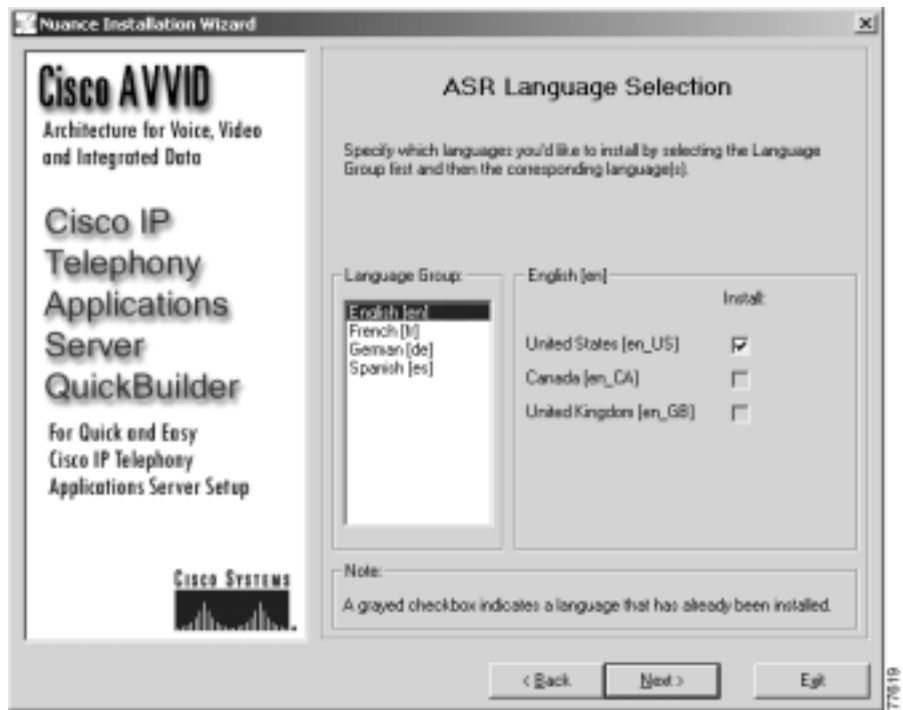 Nuance Installation Wizard
Cisco AVVID
Architecture for Voice, Video
and Integrated Data
Cisco IP
Telephony
Applications
Server
QuickBuilder
For Quick and Easy
Cisco IP Telephony
Applications Server Setup
CISCO SYSTEMS
ASR Language Selection
Specify which languages you'd like to install by selecting the Language
Group first and then the corresponding language(s).
Language Group:
English [en]
French [fr]
German [de]
Spanish [es]
English [en]
Install:
United States [en_US]
Canada [en_CA]
United Kingdom [en_GB]
Note:
A grayed checkbox indicates a language that has already been installed.
< Back
Next >
Exit
77619